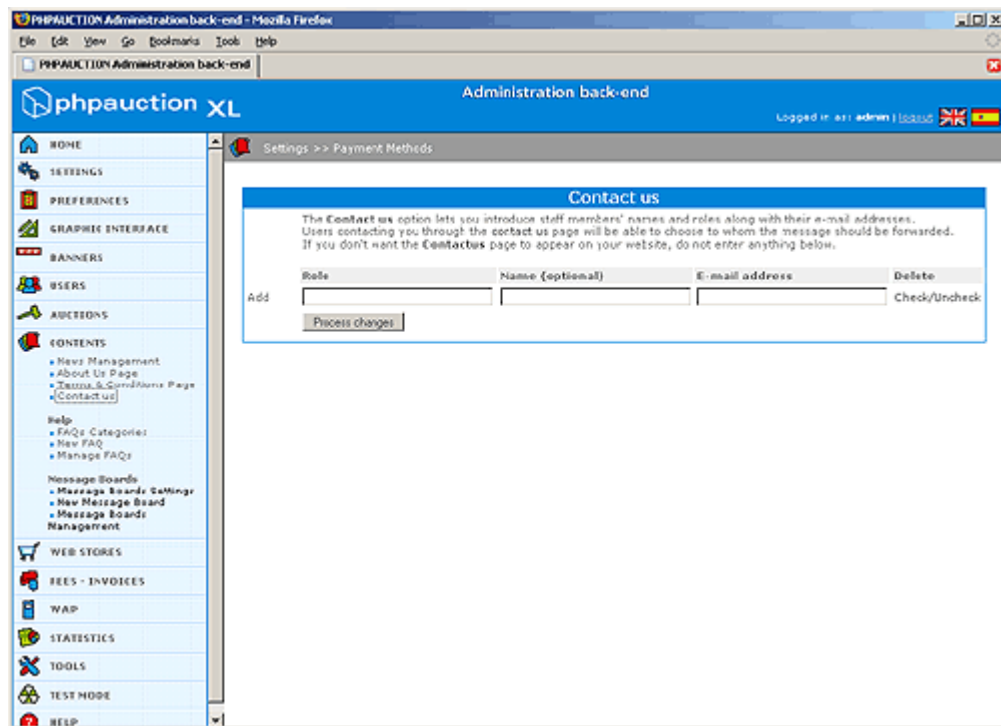 PHPAUCTION Administration back-end - Mozilla Firefox
File Edit View Go Bookmarks Tools Help
PHPAUCTION Administration back-end
phpauction XL
Administration back-end
Logged in as: admin | logout
HOME
SETTINGS
PREFERENCES
GRAPHIC INTERFACE
BANNERS
USERS
AUCTIONS
CONTENTS
News Management
About Us Page
Terms & Conditions Page
Contact us
Help
FAQs Categories
New FAQ
Manage FAQs
Message Boards
Message Boards Settings
New Message Board
Message Boards
Management
WEB STORES
FEES - INVOICES
WAP
STATISTICS
TOOLS
TEST MODE
HELP
Settings >> Payment Methods
Contact us
The Contact us option lets you introduce staff members' names and roles along with their e-mail addresses.
Users contacting you through the contact us page will be able to choose to whom the message should be forwarded.
If you don't want the Contactus page to appear on your website, do not enter anything below.
Role Name (optional) E-mail address Delete
Add Check/Uncheck
Process changes